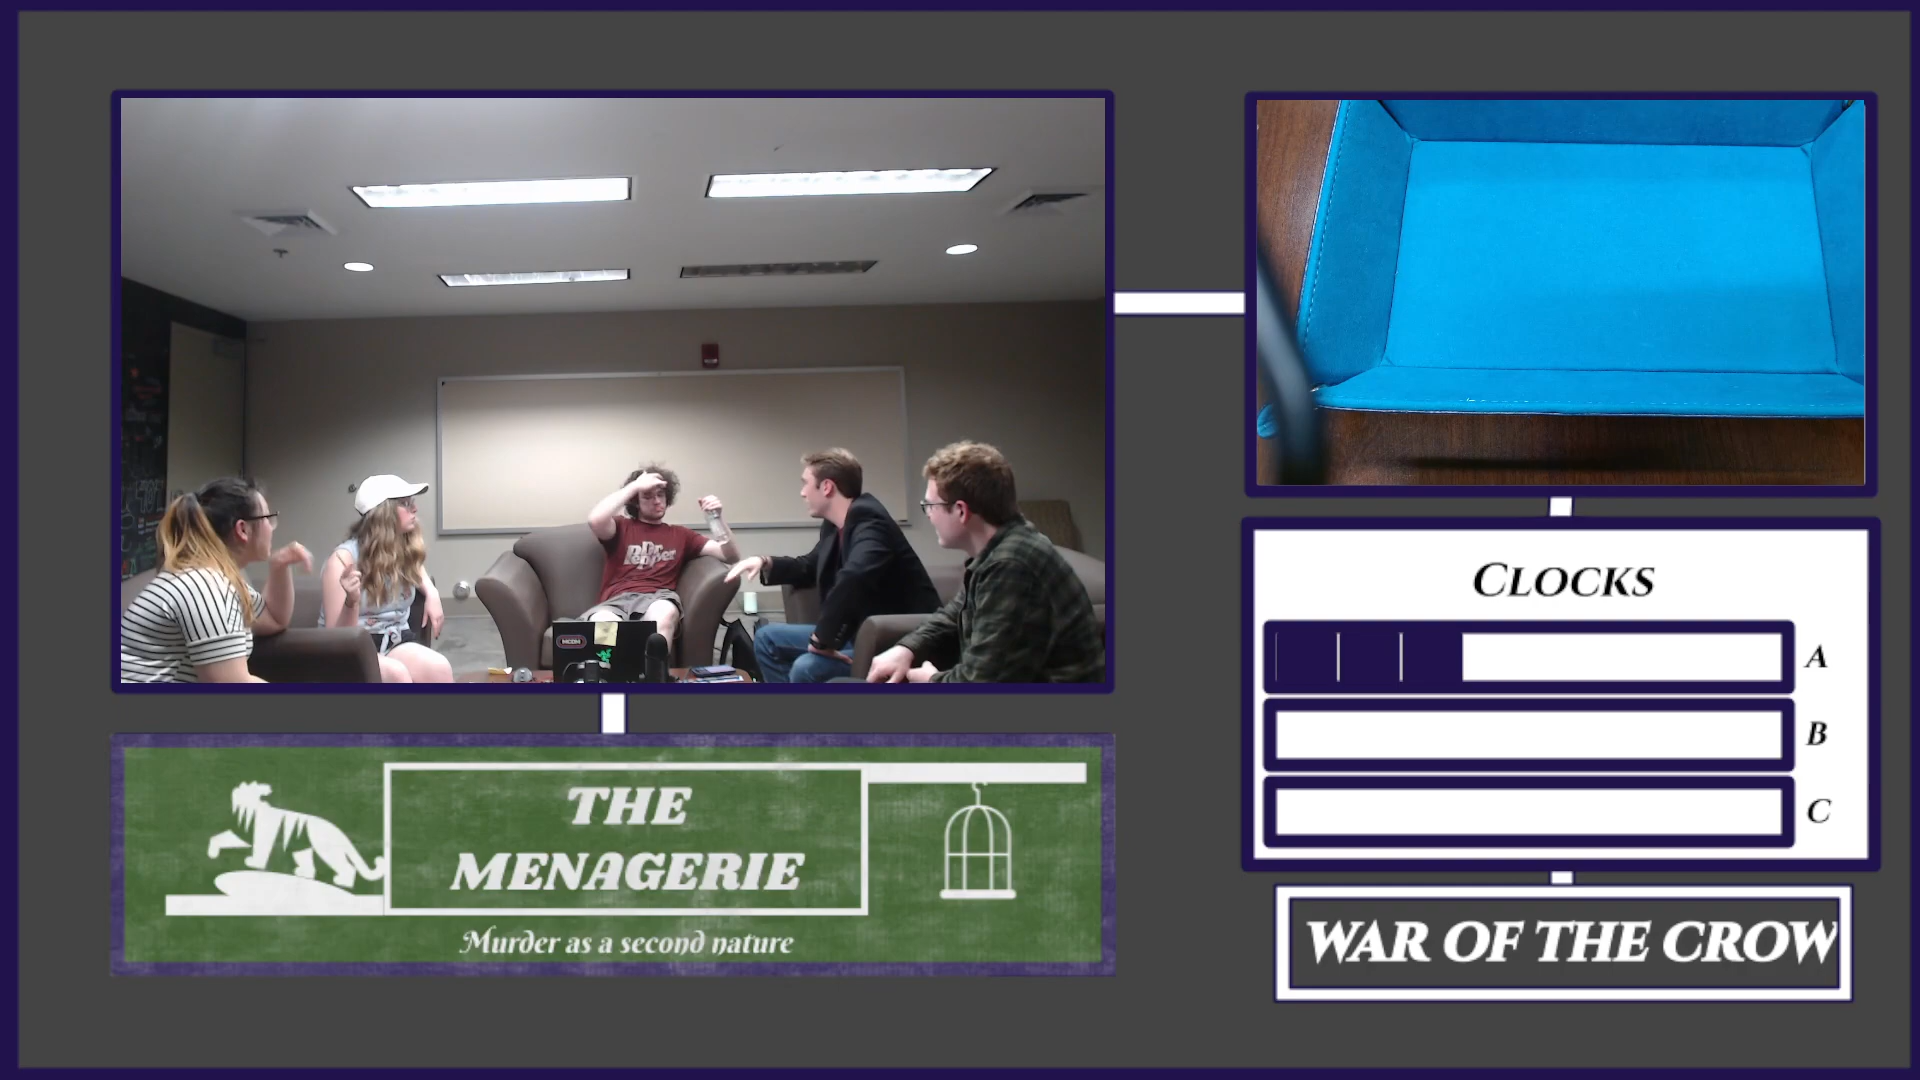 Dr
Pepper
THE
MENAGERIE
Murder as a second nature
CLOCKS
A
B
C
WAR OF THE CROW